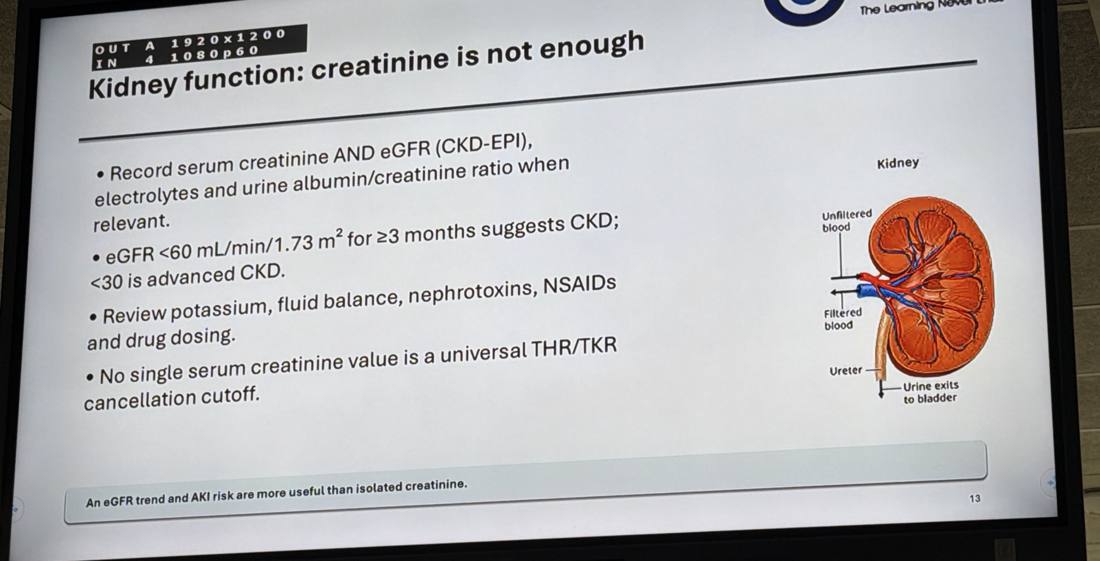 The Learning Never
OUT A 1920x1200
IN 4 1080p60
Kidney function: creatinine is not enough
• Record serum creatinine AND eGFR (CKD-EPI),
electrolytes and urine albumin/creatinine ratio when
relevant.
• eGFR <60 mL/min/1.73 m² for ≥3 months suggests CKD;
<30 is advanced CKD.
• Review potassium, fluid balance, nephrotoxins, NSAIDs
and drug dosing.
• No single serum creatinine value is a universal THR/TKR
cancellation cutoff.
Kidney
Unfiltered
blood
Filtered
blood
Ureter
Urine exits
to bladder
An eGFR trend and AKI risk are more useful than isolated creatinine.
13